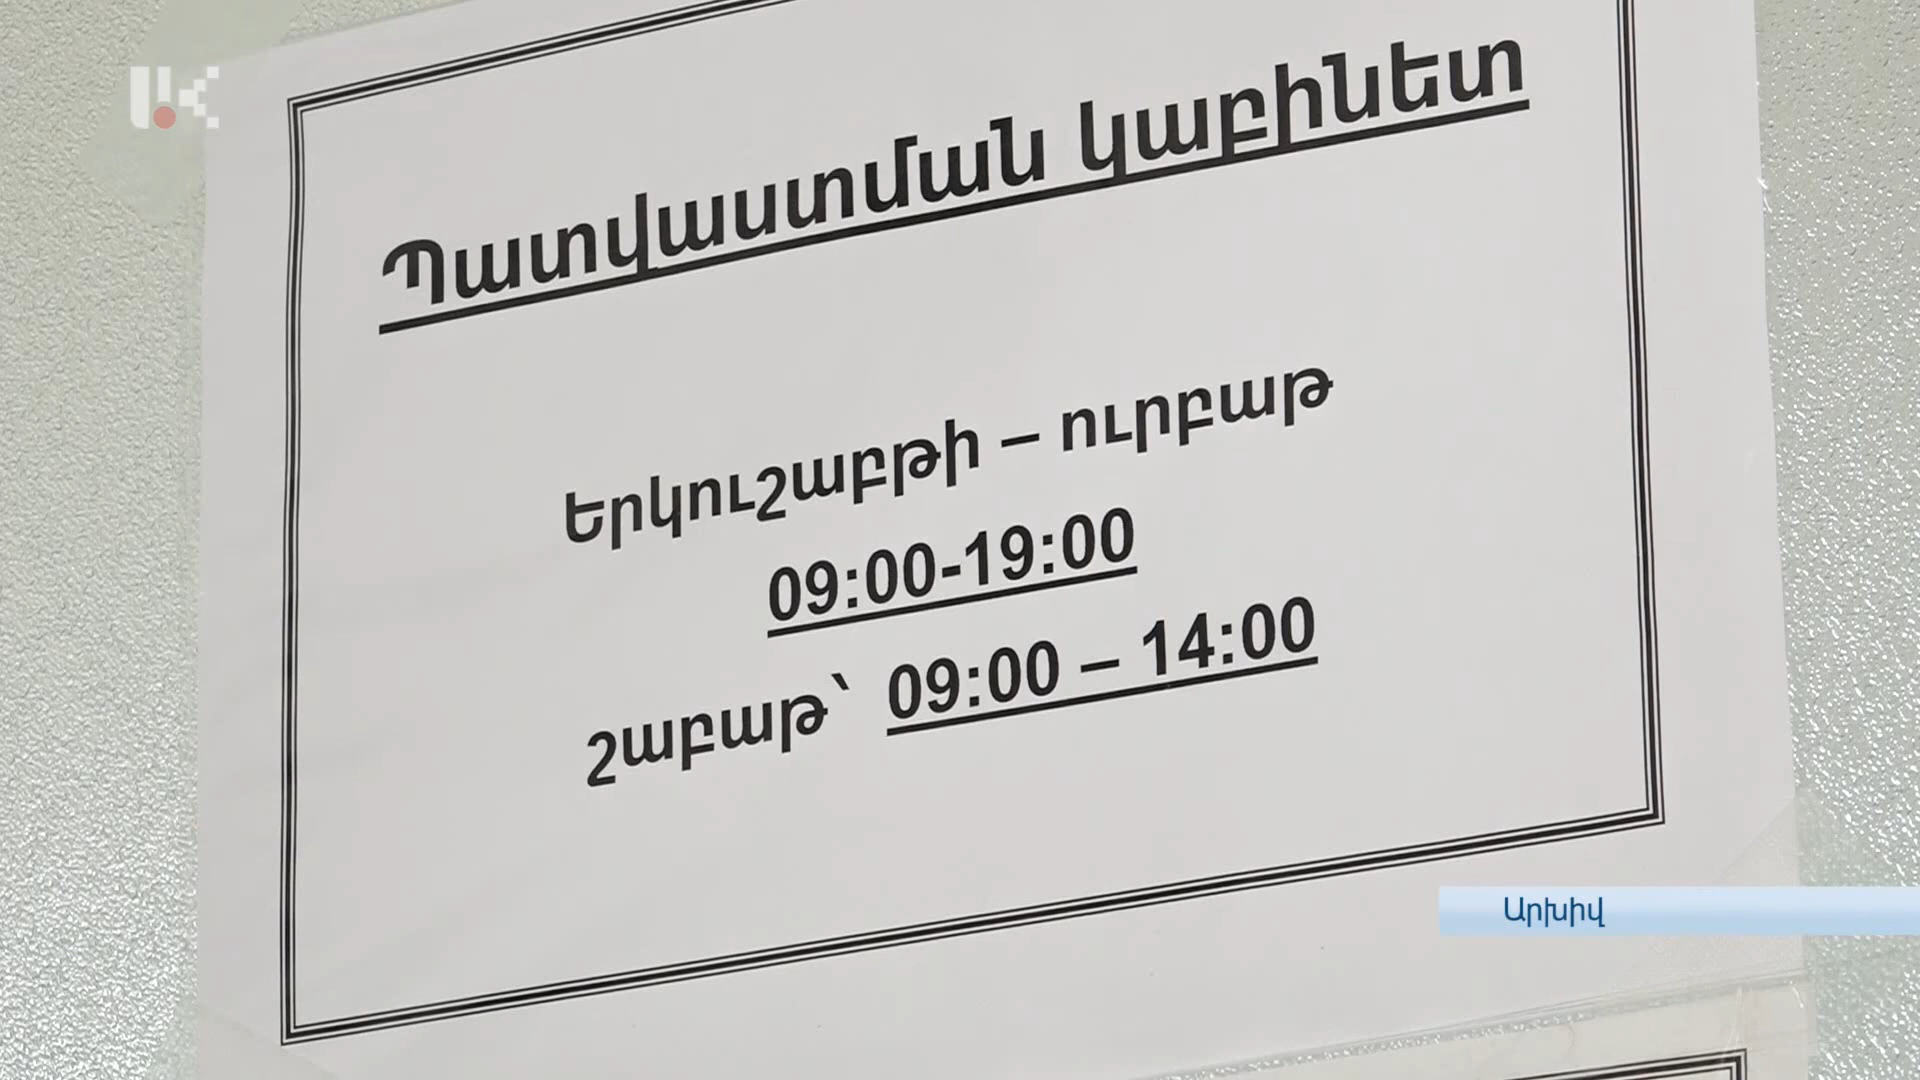 Պատվաստման կաբինետ
Երկուշաբթի – ուրբաթ
09:00-19:00
շաբաթ՝ 09:00 – 14:00
Արխիվ